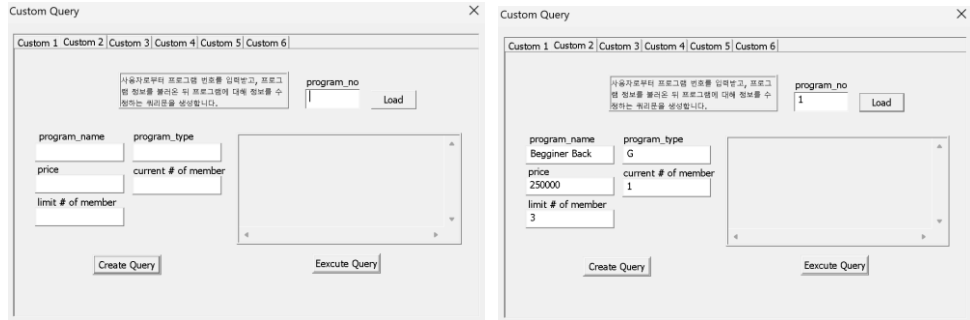 Custom Query
Custom 1 Custom 2 Custom 3 Custom 4 Custom 5 Custom 6
사용자로부터 프로그램 번호를 입력받고, 프로그
램 정보를 불러온 뒤 프로그램에 대해 정보를 수
정하는 쿼리문을 생성합니다.
program_no
Load
program_name
program_type
price
current # of member
limit # of member
Create Query
Eexcute Query
Custom Query
Custom 1 Custom 2 Custom 3 Custom 4 Custom 5 Custom 6
사용자로부터 프로그램 번호를 입력받고, 프로그
램 정보를 불러온 뒤 프로그램에 대해 정보를 수
정하는 쿼리문을 생성합니다.
program_no
1
Load
program_name
program_type
Begginer Back
G
price
current # of member
250000
1
limit # of member
3
Create Query
Eexcute Query